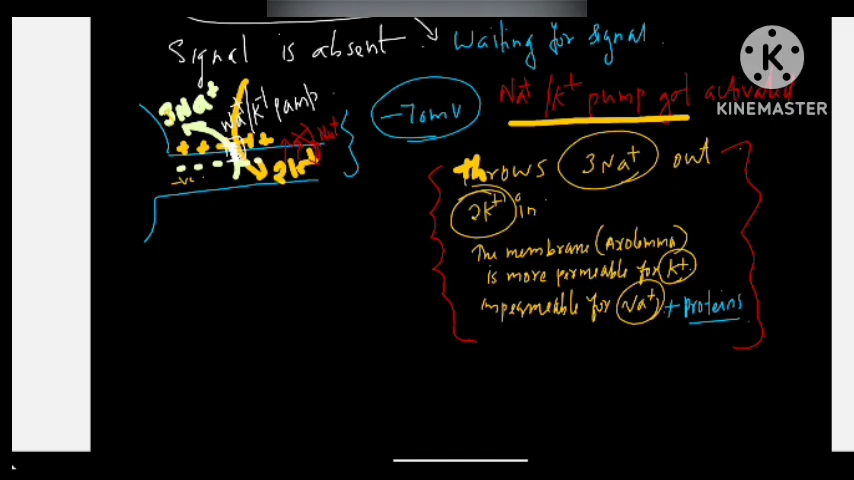 Signal is absent. Waiting for signal.
KINEMASTER
3Na+ Na+/K+ pump. -70mV Na+/K+ pump got activated
+ + + +
- - - -
-ve
2K+
throws 3Na+ out
2K+ in
The membrane (Axolemma)
is more permeable for K+
impermeable for Na+ + proteins